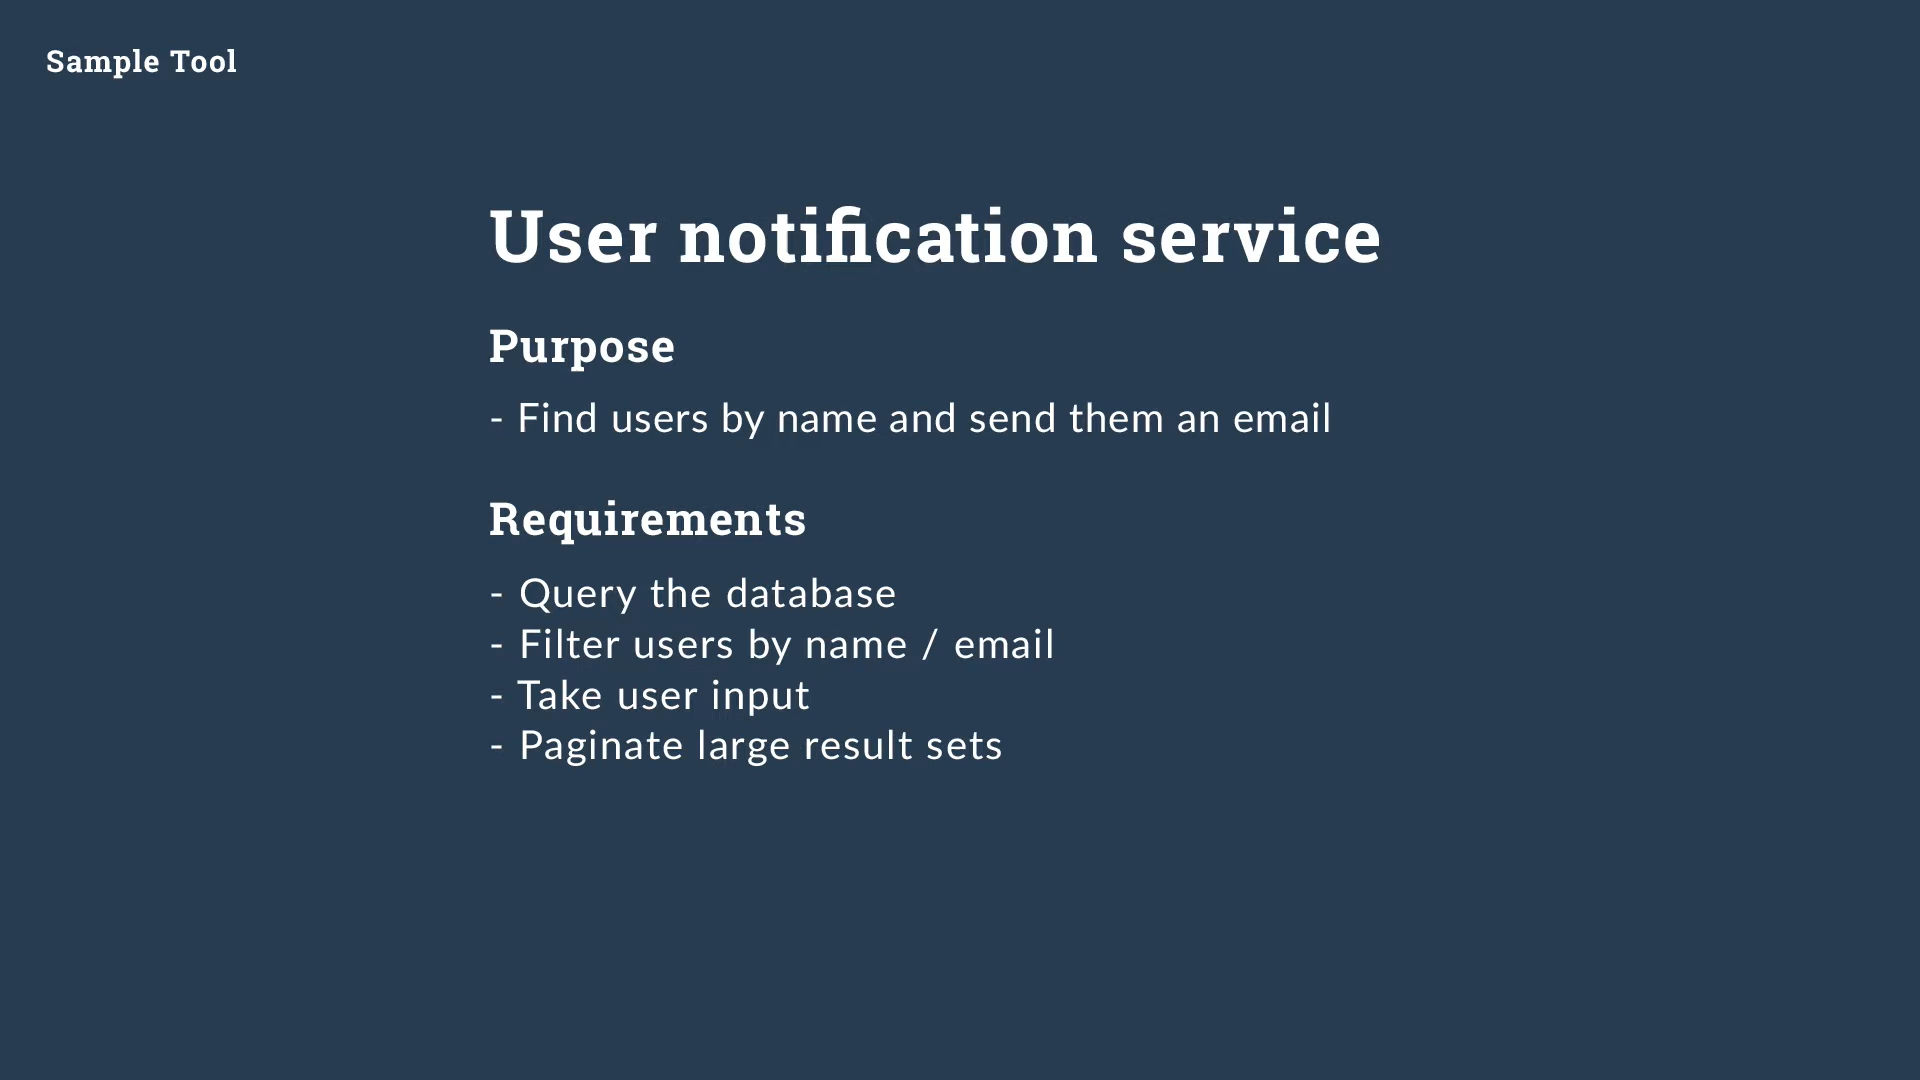 Sample Tool
User notification service
Purpose
- Find users by name and send them an email
Requirements
- Query the database
- Filter users by name / email
- Take user input
- Paginate large result sets